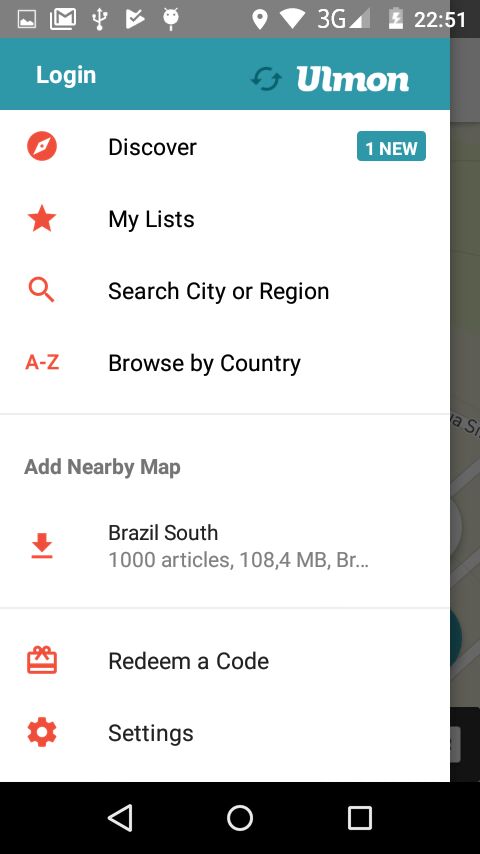 3G 22:51
Login Ulmon
Discover 1 NEW
My Lists
Search City or Region
A-Z Browse by Country
Add Nearby Map
Brazil South
1000 articles, 108,4 MB, Br...
Redeem a Code
Settings